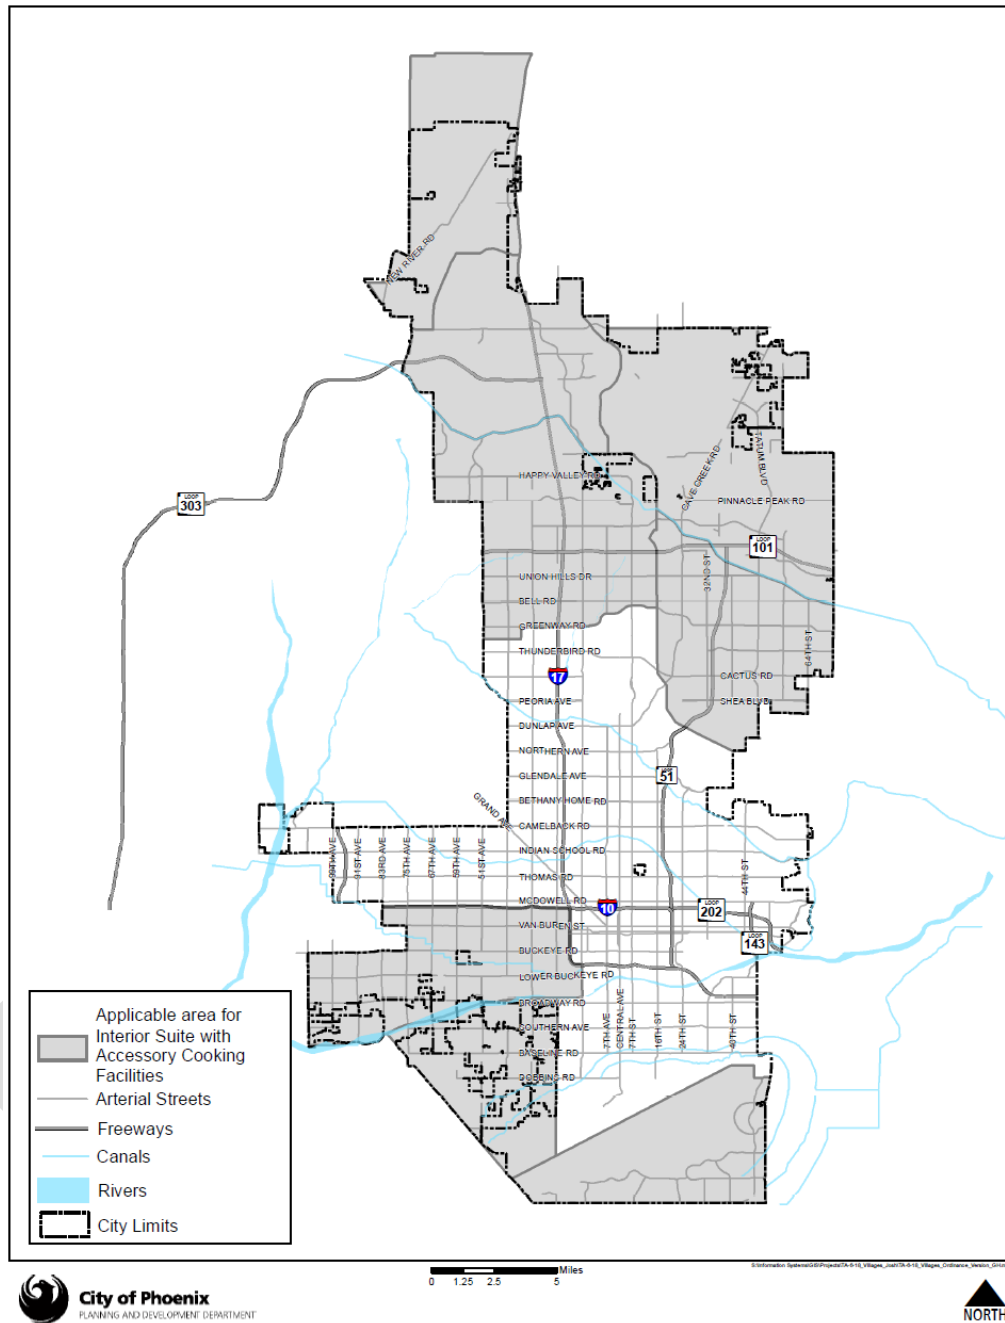 NEW RIVER RD
HAPPY VALLEY RD
CAVE CREEK RD
TATUM BLVD
PINNACLE PEAK RD
LOOP
303
LOOP
101
32ND ST
UNION HILLS DR
BELL RD
GREENWAY RD
THUNDERBIRD RD
64TH ST
17
CACTUS RD
PEORIA AVE
SHEA BLVD
DUNLAP AVE
NORTHERN AVE
GLENDALE AVE
LOOP
51
GRAND AVE
BETHANY HOME RD
CAMELBACK RD
99TH AVE
91ST AVE
83RD AVE
75TH AVE
67TH AVE
59TH AVE
51ST AVE
INDIAN SCHOOL RD
44TH ST
THOMAS RD
MCDOWELL RD
10
LOOP
202
VAN BUREN ST
LOOP
143
BUCKEYE RD
LOWER BUCKEYE RD
BROADWAY RD
SOUTHERN AVE
7TH AVE
CENTRAL AVE
7TH ST
16TH ST
24TH ST
40TH ST
BASELINE RD
DOBBINS RD
Applicable area for
Interior Suite with
Accessory Cooking
Facilities
Arterial Streets
Freeways
Canals
Rivers
City Limits
Miles
0 1.25 2.5 5
City of Phoenix
PLANNING AND DEVELOPMENT DEPARTMENT
NORTH